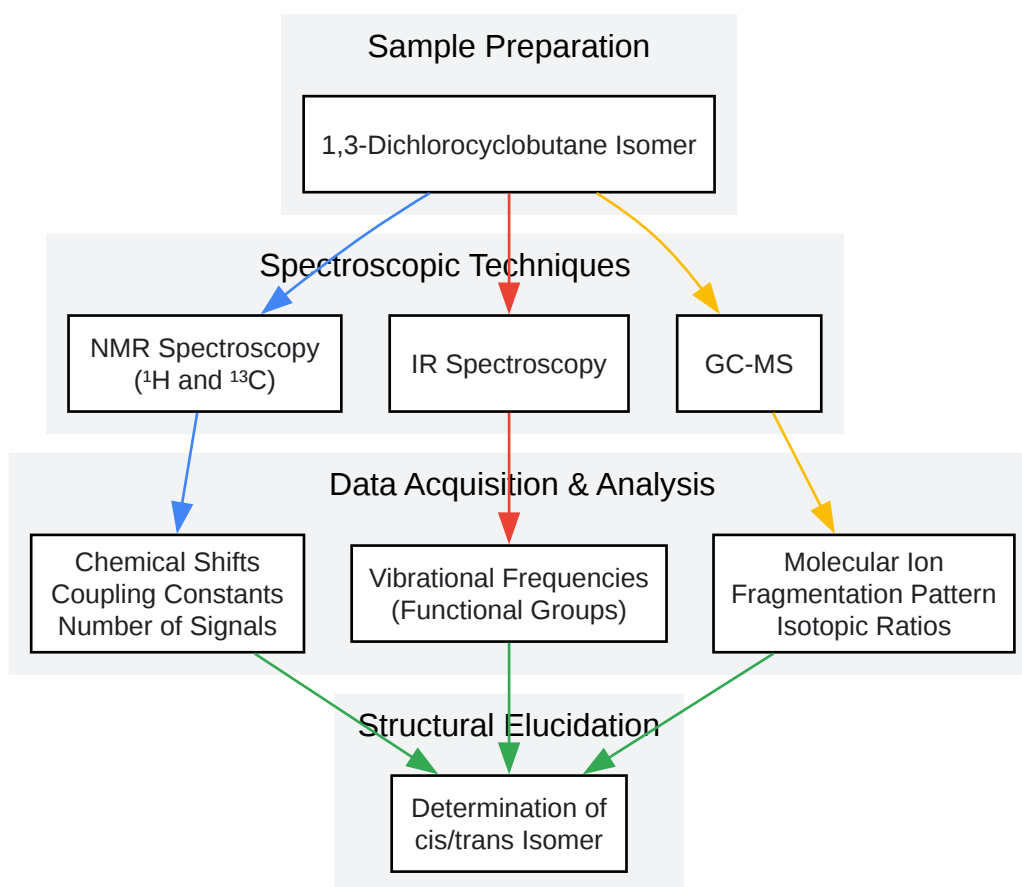 Sample Preparation
1,3-Dichlorocyclobutane Isomer
Spectroscopic Techniques
NMR Spectroscopy
(¹H and ¹³C)
IR Spectroscopy
GC-MS
Data Acquisition & Analysis
Chemical Shifts
Coupling Constants
Number of Signals
Vibrational Frequencies
(Functional Groups)
Molecular Ion
Fragmentation Pattern
Isotopic Ratios
Structural Elucidation
Determination of
cis/trans Isomer